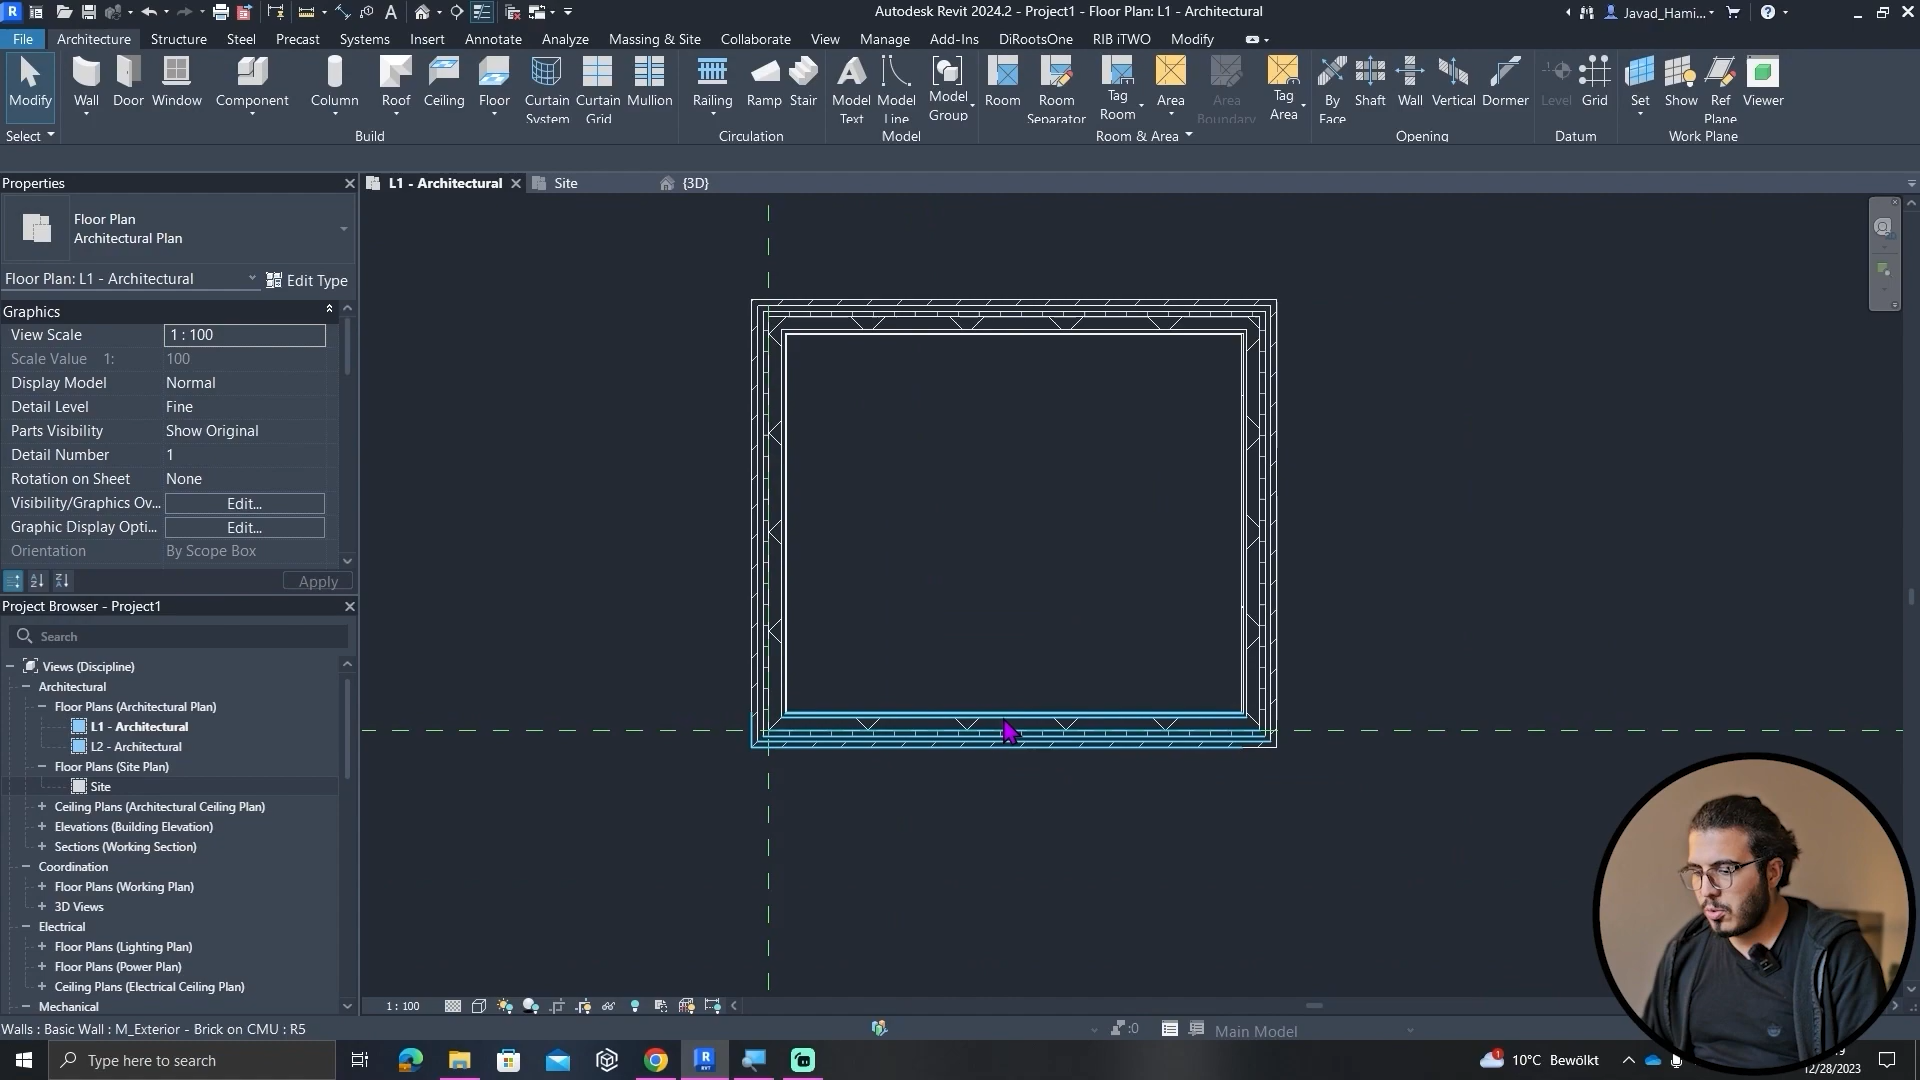 Autodesk Revit 2024.2 - Project1 - Floor Plan: L1 - Architectural
Javad_Hami...
File Architecture Structure Steel Precast Systems Insert Annotate Analyze Massing & Site Collaborate View Manage Add-Ins DiRootsOne RIB iTWO Modify
Modify Wall Door Window Component Column Roof Ceiling Floor Curtain System Curtain Grid Mullion Railing Ramp Stair Model Text Model Line Model Group Room Room Separator Tag Room Area Area Boundary Tag Area By Face Shaft Wall Vertical Dormer Level Grid Set Show Ref Plane Viewer
Select Build Circulation Model Room & Area Opening Datum Work Plane
Properties
L1 - Architectural Site {3D}
Floor Plan
Architectural Plan
Floor Plan: L1 - Architectural Edit Type
Graphics
View Scale 1 : 100
Scale Value 1: 100
Display Model Normal
Detail Level Fine
Parts Visibility Show Original
Detail Number 1
Rotation on Sheet None
Visibility/Graphics Ov... Edit...
Graphic Display Opti... Edit...
Orientation By Scope Box
Apply
Project Browser - Project1
Search
Views (Discipline)
Architectural
Floor Plans (Architectural Plan)
L1 - Architectural
L2 - Architectural
Floor Plans (Site Plan)
Site
Ceiling Plans (Architectural Ceiling Plan)
Elevations (Building Elevation)
Sections (Working Section)
Coordination
Floor Plans (Working Plan)
3D Views
Electrical
Floor Plans (Lighting Plan)
Floor Plans (Power Plan)
Ceiling Plans (Electrical Ceiling Plan)
Mechanical
1 : 100
Walls : Basic Wall : M_Exterior - Brick on CMU : R5
:0 Main Model
Type here to search
10°C Bewölkt
12/28/2023